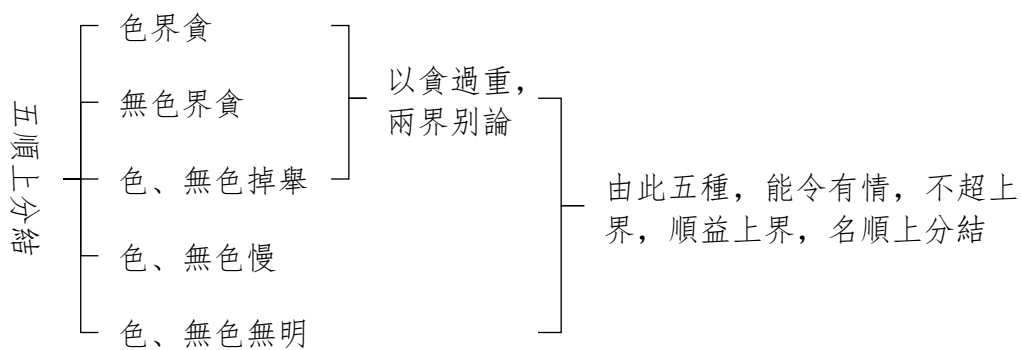 五順上分結
色界貪
無色界貪
色、無色掉舉
色、無色慢
色、無色無明
以貪過重，
兩界别論
由此五種，能令有情，不超上
界，順益上界，名順上分結